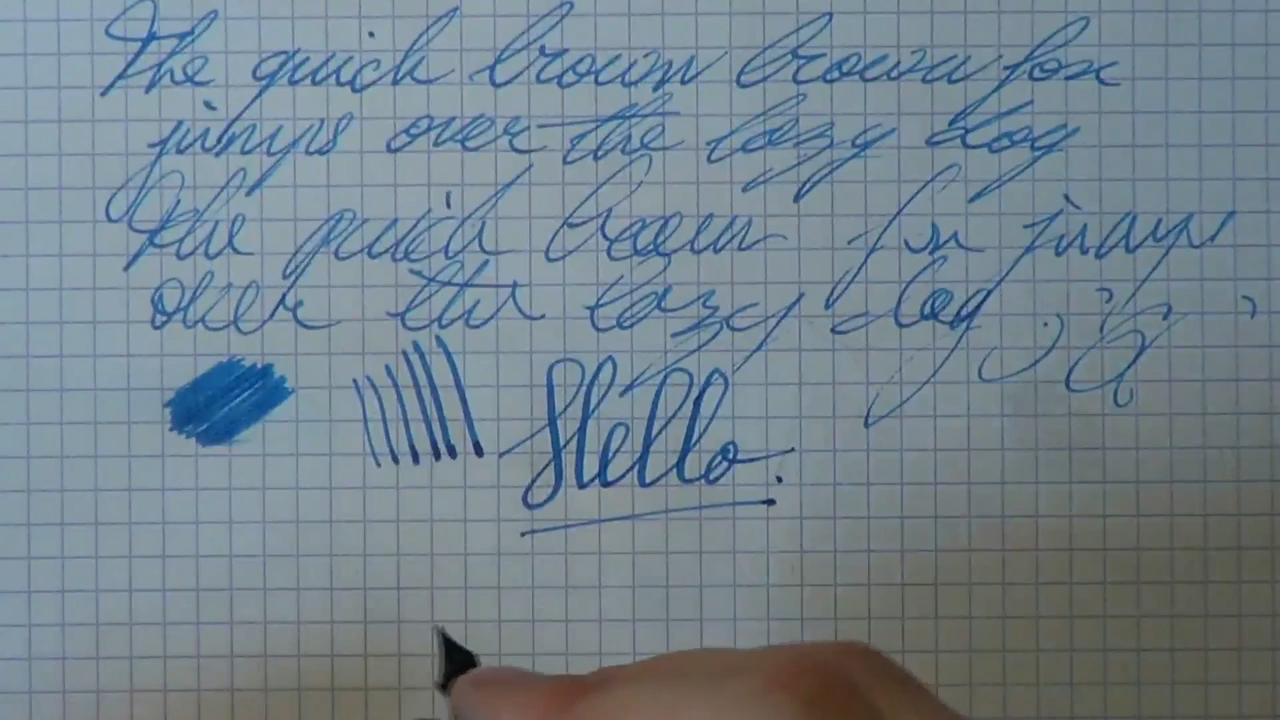 The quick brown brown fox
jumps over the lazy dog
The quick brown fox jumps
over the lazy dog
Hello.